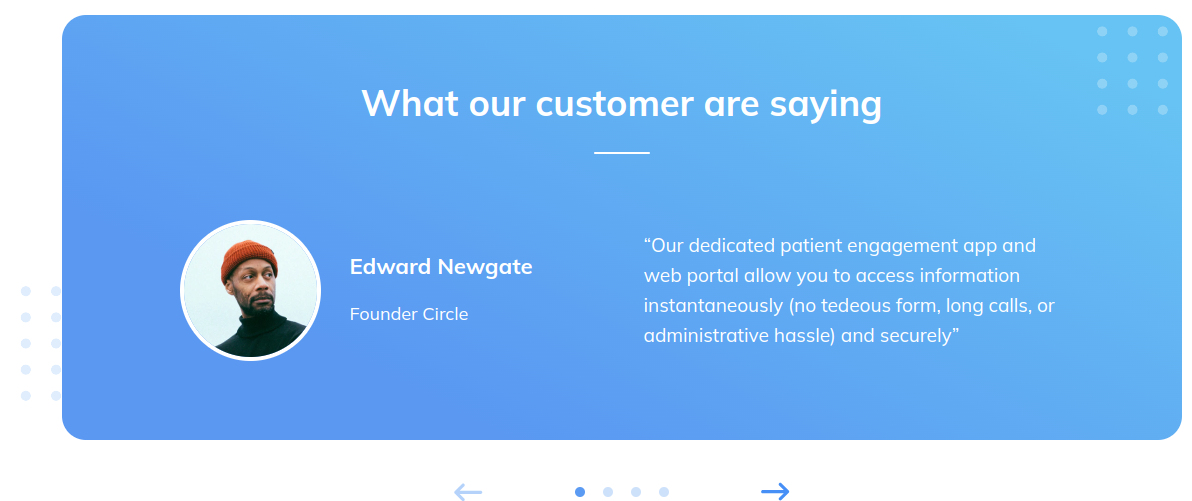 What our customer are saying
Edward Newgate
Founder Circle
“Our dedicated patient engagement app and
web portal allow you to access information
instantaneously (no tedeous form, long calls, or
administrative hassle) and securely”